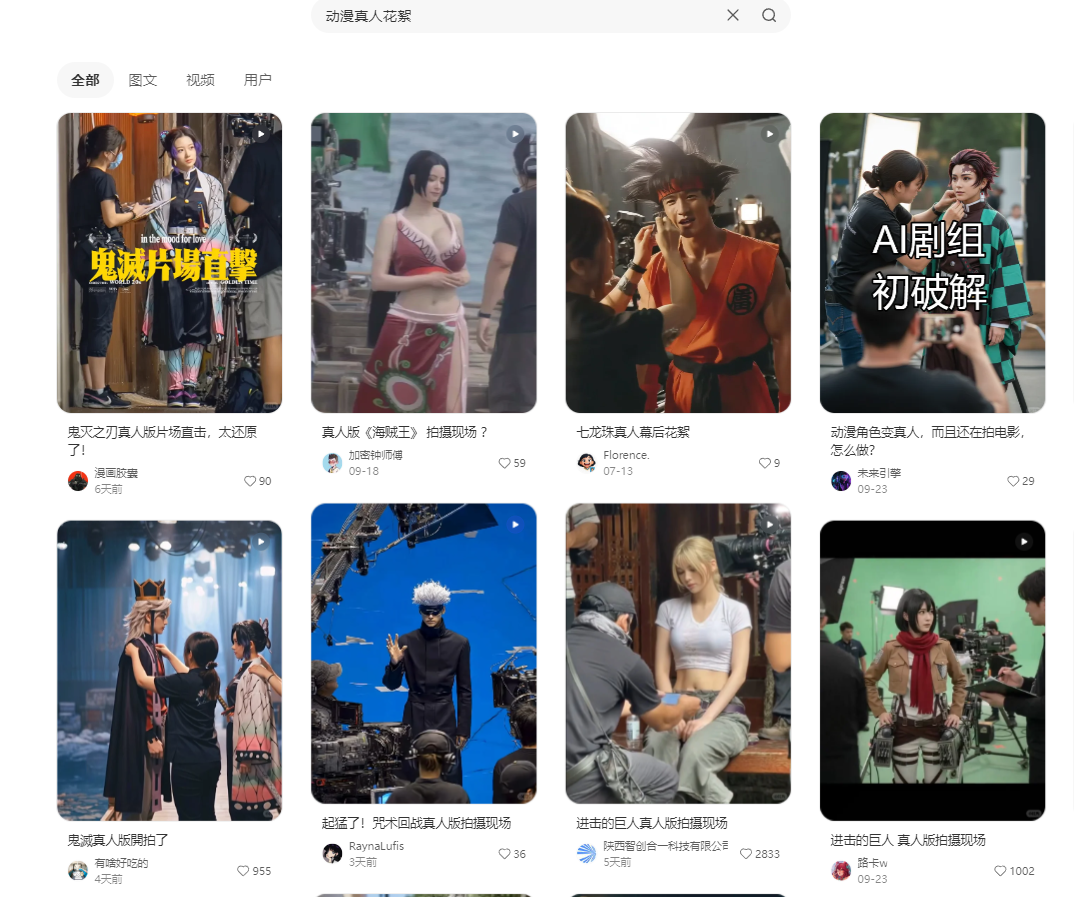 动漫真人花絮
全部 图文 视频 用户
in the mood for love
鬼滅片場直擊
AI剧组
初破解
鬼灭之刃真人版片场直击，太还原
了！
漫画胶囊
6天前
90
真人版《海贼王》 拍摄现场 ？
加密钟师傅
09-18
59
七龙珠真人幕后花絮
Florence.
07-13
9
动漫角色变真人，而且还在拍电影，
怎么做?
未来引擎
09-23
29
鬼滅真人版開拍了
有啥好吃的
4天前
955
起猛了！咒术回战真人版拍摄现场
RaynaLufis
3天前
36
进击的巨人真人版拍摄现场
陕西智创合一科技有限公司
5天前
2833
进击的巨人 真人版拍摄现场
路卡w
09-23
1002